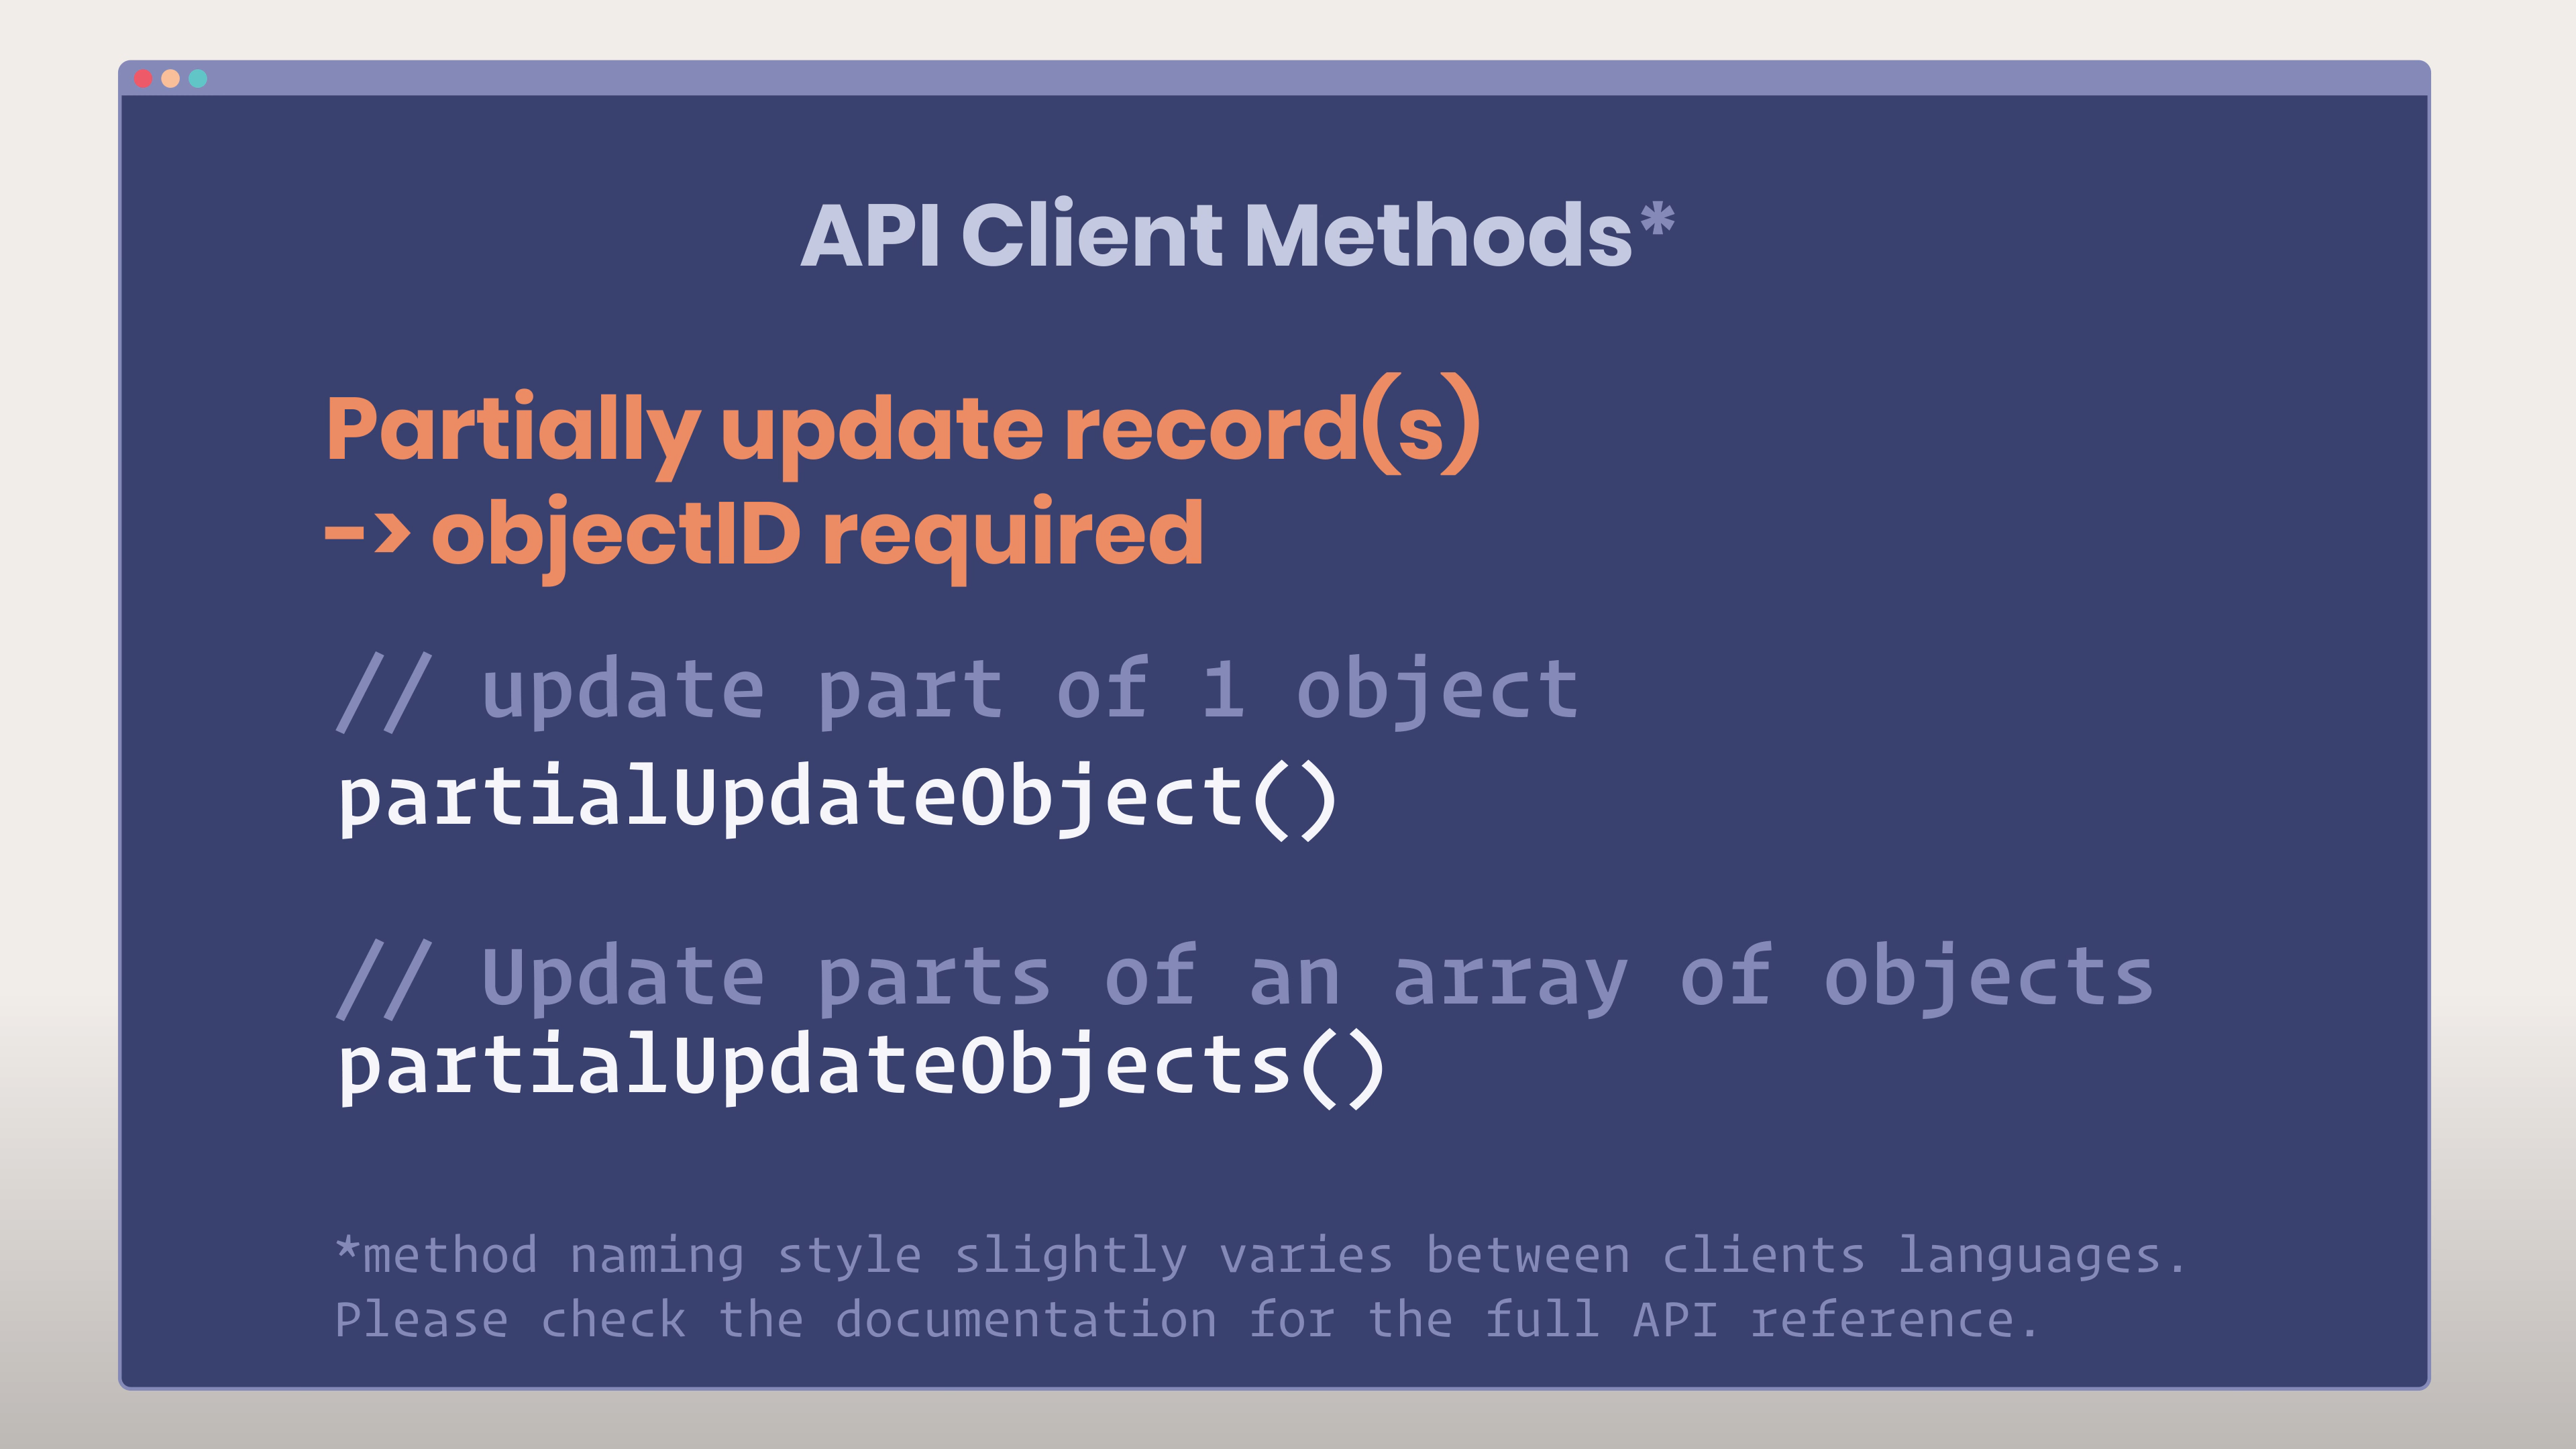 API Client Methods*
Partially update record(s)
-> objectID required
// update part of 1 object
partialUpdateObject()
// Update parts of an array of objects
partialUpdateObjects()
*method naming style slightly varies between clients languages.
Please check the documentation for the full API reference.